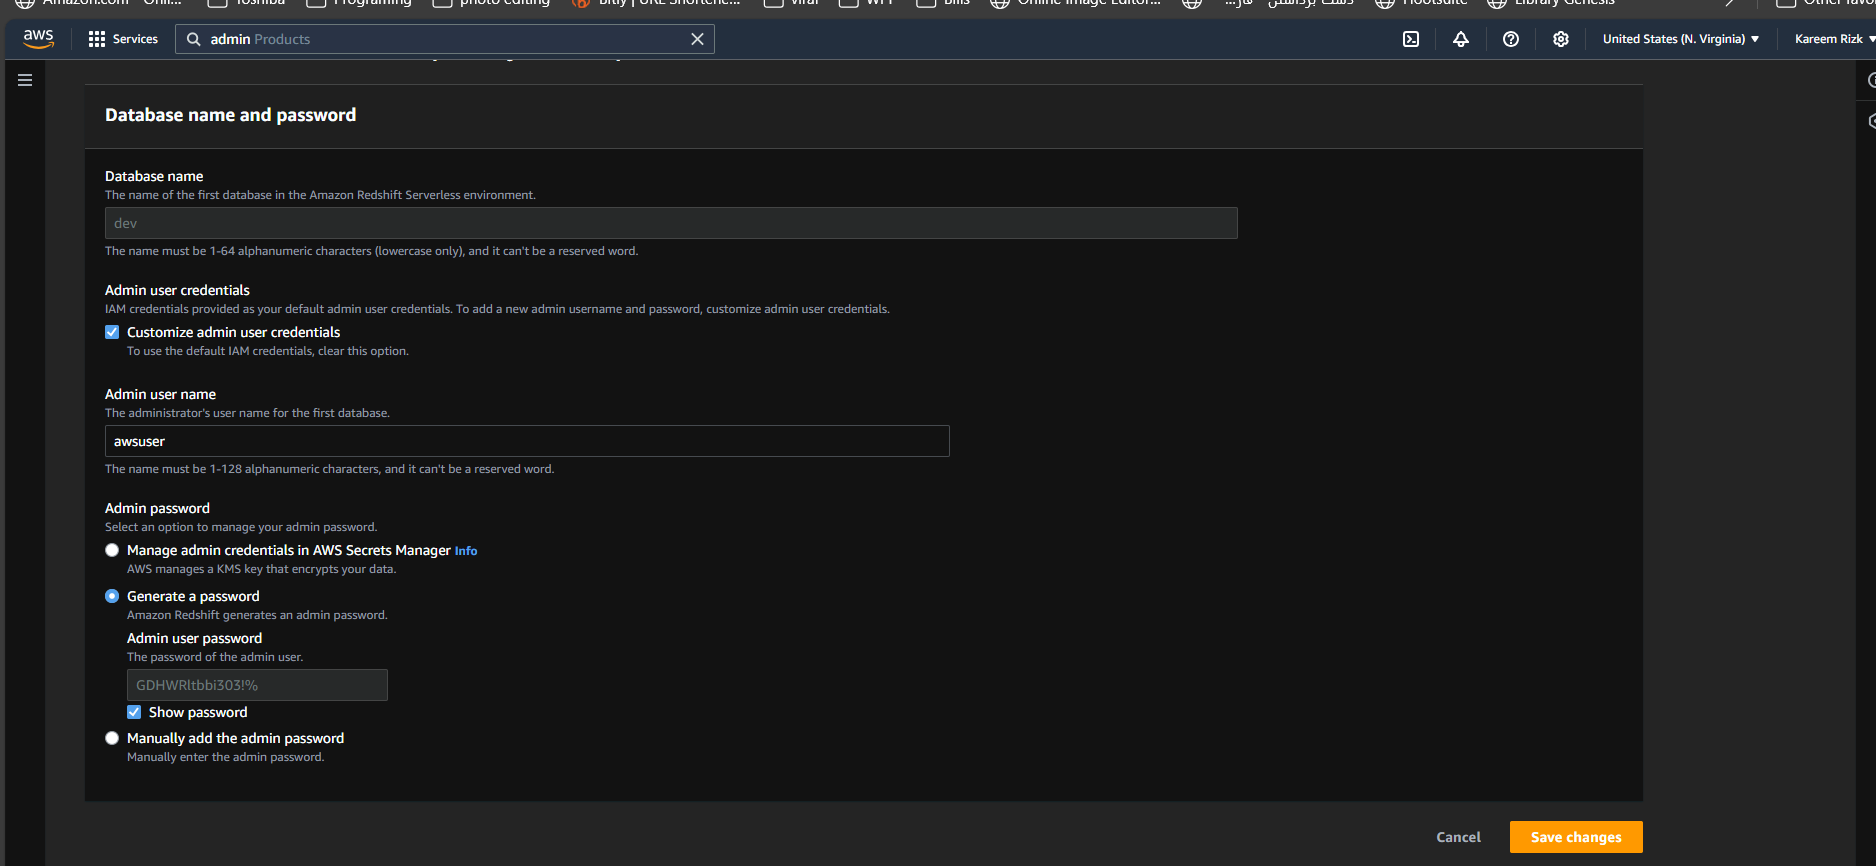 Amazon.com - Onli...
Toshiba
Programing
photo editing
Bitly | URL Shortene...
viral
WPF
Bills
Online Image Editor...
Hootsuite
Library Genesis
aws
Services
admin Products
United States (N. Virginia)
Kareem Rizk
Database name and password
Database name
The name of the first database in the Amazon Redshift Serverless environment.
dev
The name must be 1-64 alphanumeric characters (lowercase only), and it can't be a reserved word.
Admin user credentials
IAM credentials provided as your default admin user credentials. To add a new admin username and password, customize admin user credentials.
Customize admin user credentials
To use the default IAM credentials, clear this option.
Admin user name
The administrator's user name for the first database.
awsuser
The name must be 1-128 alphanumeric characters, and it can't be a reserved word.
Admin password
Select an option to manage your admin password.
Manage admin credentials in AWS Secrets Manager Info
AWS manages a KMS key that encrypts your data.
Generate a password
Amazon Redshift generates an admin password.
Admin user password
The password of the admin user.
GDHWRltbbi303!%
Show password
Manually add the admin password
Manually enter the admin password.
Cancel
Save changes